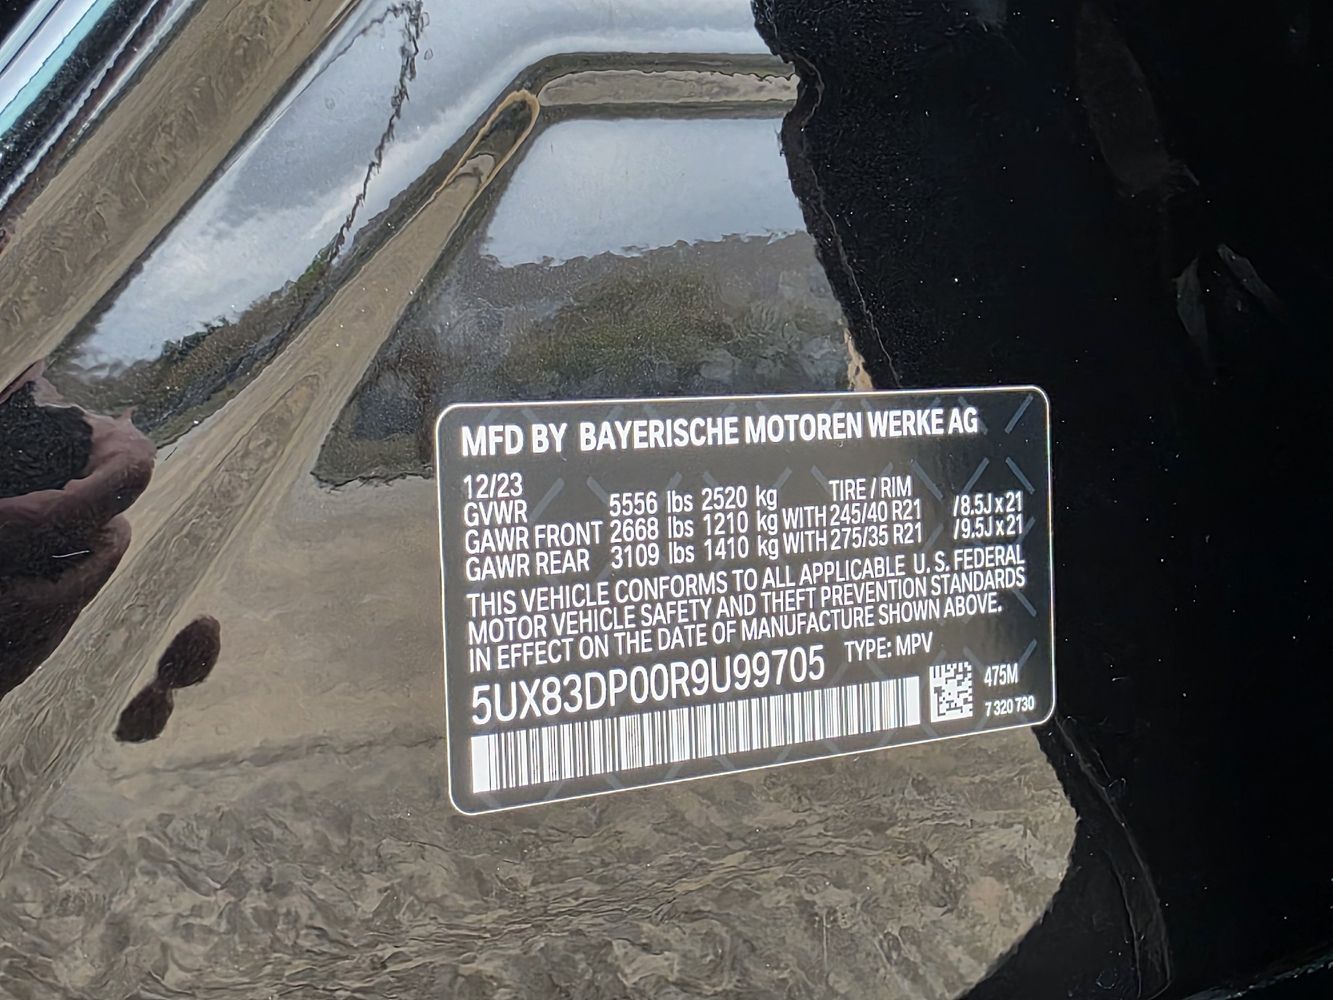 MFD BY BAYERISCHE MOTOREN WERKE AG
12/23 TIRE / RIM
GVWR 5556 lbs 2520 kg
GAWR FRONT 2668 lbs 1210 kg WITH 245/40 R21 /8.5J x 21
GAWR REAR 3109 lbs 1410 kg WITH 275/35 R21 /9.5J x 21
THIS VEHICLE CONFORMS TO ALL APPLICABLE U. S. FEDERAL
MOTOR VEHICLE SAFETY AND THEFT PREVENTION STANDARDS
IN EFFECT ON THE DATE OF MANUFACTURE SHOWN ABOVE.
5UX83DP00R9U99705 TYPE: MPV
475M
7 320 730